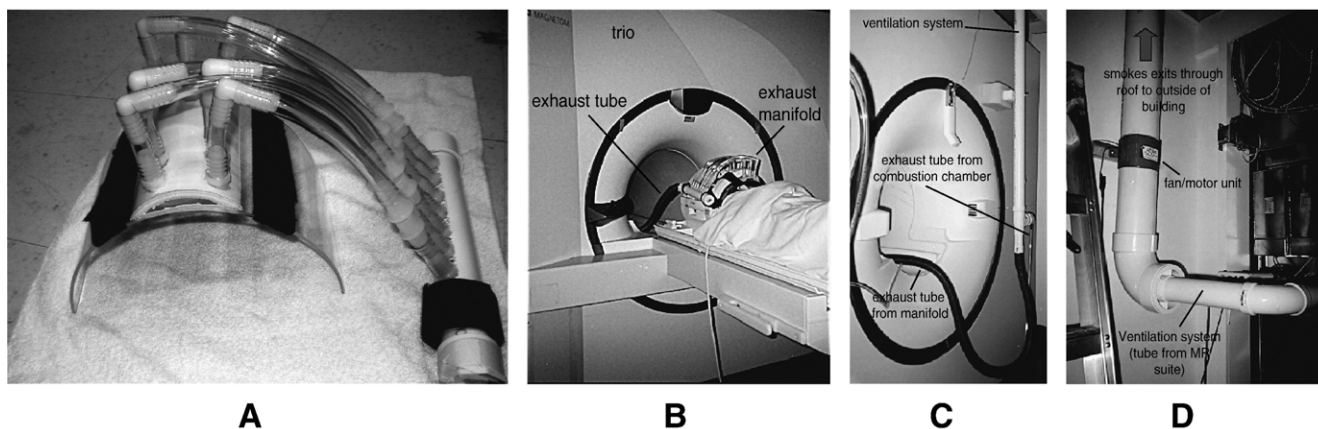 MAGNETOM
trio
exhaust tube
exhaust
manifold
ventilation system
exhaust tube from
combustion chamber
exhaust tube
from manifold
smokes exits through
roof to outside of
building
fan/motor unit
Ventilation system
(tube from MR
suite)
A
B
C
D